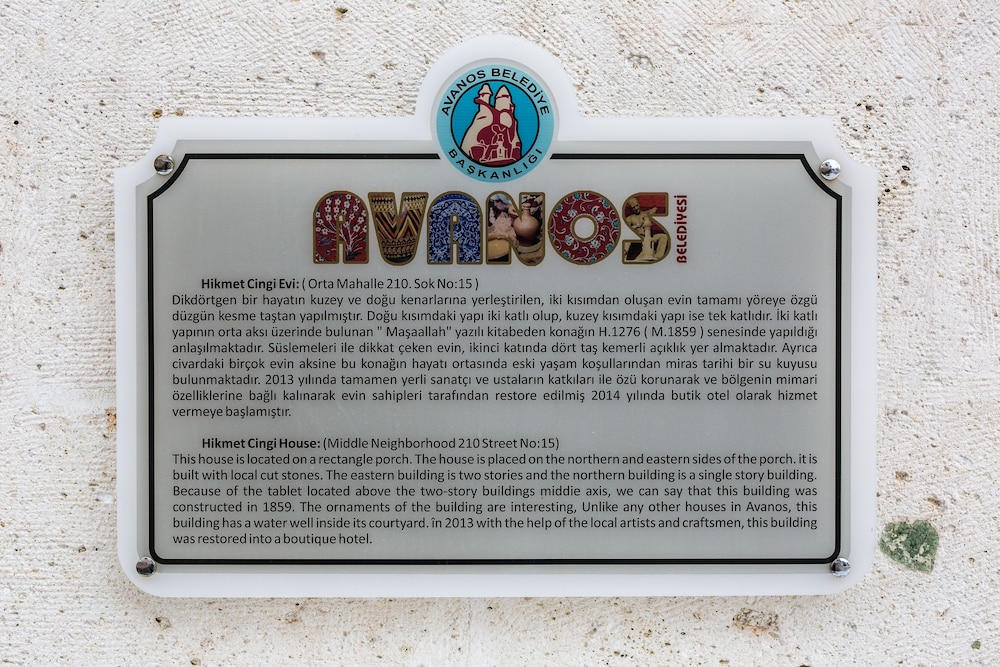 AVANOS BELEDİYE
BAŞKANLIĞI
AVANOS
BELEDİYESİ
Hikmet Cingi Evi: ( Orta Mahalle 210. Sok No:15 )
Dikdörtgen bir hayatın kuzey ve doğu kenarlarına yerleştirilen, iki kısımdan oluşan evin tamamı yöreye özgü
düzgün kesme taştan yapılmıştır. Doğu kısımdaki yapı iki katlı olup, kuzey kısımdaki yapı ise tek katlıdır. İki katlı
yapının orta aksı üzerinde bulunan " Maşaallah" yazılı kitabeden konağın H.1276 ( M.1859 ) senesinde yapıldığı
anlaşılmaktadır. Süslemeleri ile dikkat çeken evin, ikinci katında dört taş kemerli açıklık yer almaktadır. Ayrıca
civardaki birçok evin aksine bu konağın hayatı ortasında eski yaşam koşullarından miras tarihi bir su kuyusu
bulunmaktadır. 2013 yılında tamamen yerli sanatçı ve ustaların katkıları ile özü korunarak ve bölgenin mimari
özelliklerine bağlı kalınarak evin sahipleri tarafından restore edilmiş 2014 yılında butik otel olarak hizmet
vermeye başlamıştır.
Hikmet Cingi House: (Middle Neighborhood 210 Street No:15)
This house is located on a rectangle porch. The house is placed on the northern and eastern sides of the porch. it is
built with local cut stones. The eastern building is two stories and the northern building is a single story building.
Because of the tablet located above the two-story buildings middie axis, we can say that this building was
constructed in 1859. The ornaments of the building are interesting, Unlike any other houses in Avanos, this
building has a water well inside its courtyard. în 2013 with the help of the local artists and craftsmen, this building
was restored into a boutique hotel.